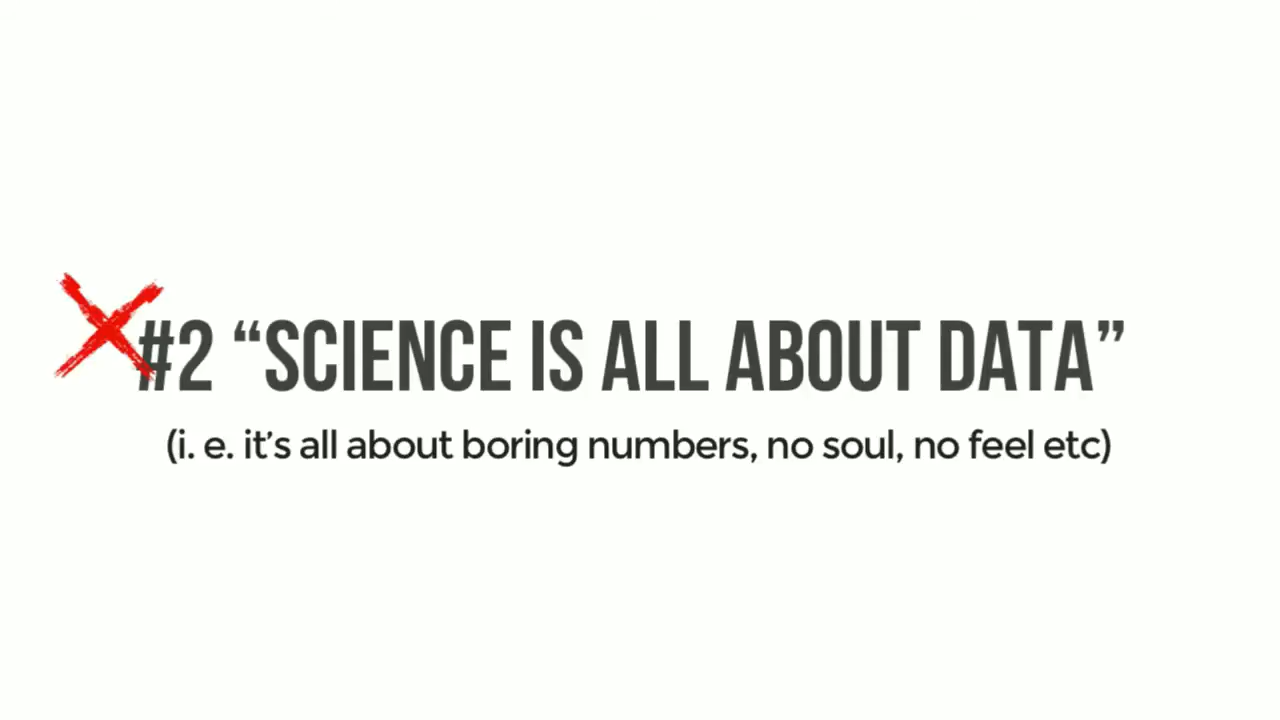 #2 “SCIENCE IS ALL ABOUT DATA”
(i. e. it’s all about boring numbers, no soul, no feel etc)